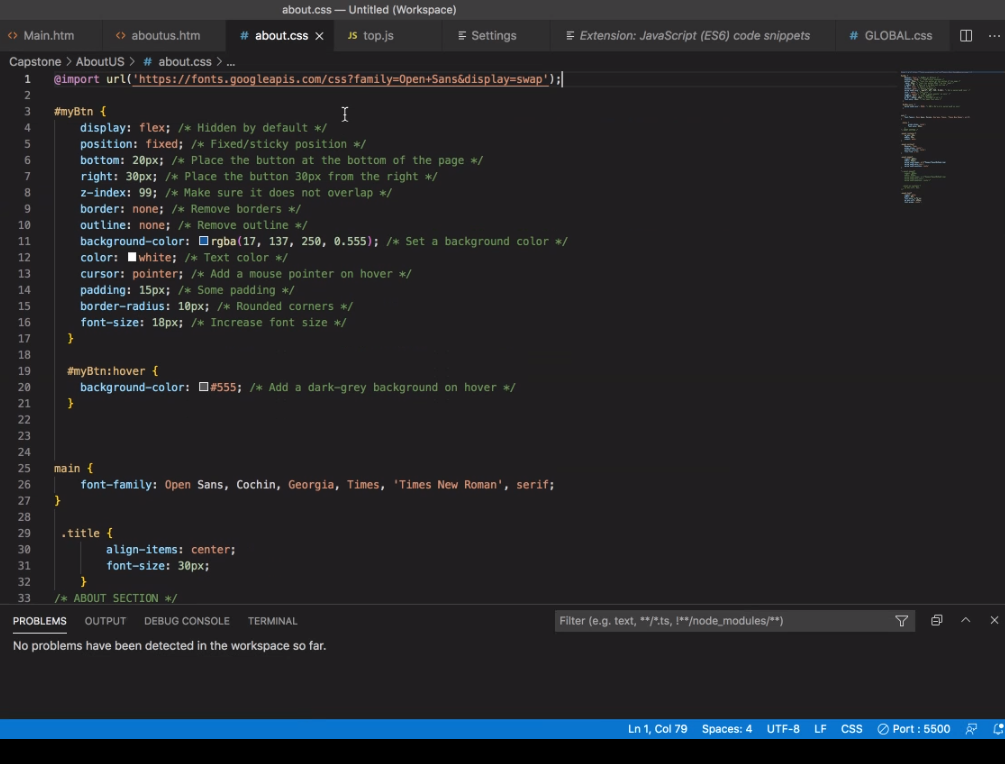 about.css — Untitled (Workspace)
Main.htm aboutus.htm # about.css × JS top.js Settings Extension: JavaScript (ES6) code snippets # GLOBAL.css ...
Capstone > AboutUS > # about.css > ...
1 @import url('https://fonts.googleapis.com/css?family=Open+Sans&display=swap');
2
3 #myBtn {
4 display: flex; /* Hidden by default */
5 position: fixed; /* Fixed/sticky position */
6 bottom: 20px; /* Place the button at the bottom of the page */
7 right: 30px; /* Place the button 30px from the right */
8 z-index: 99; /* Make sure it does not overlap */
9 border: none; /* Remove borders */
10 outline: none; /* Remove outline */
11 background-color: rgba(17, 137, 250, 0.555); /* Set a background color */
12 color: white; /* Text color */
13 cursor: pointer; /* Add a mouse pointer on hover */
14 padding: 15px; /* Some padding */
15 border-radius: 10px; /* Rounded corners */
16 font-size: 18px; /* Increase font size */
17 }
18
19 #myBtn:hover {
20 background-color: #555; /* Add a dark-grey background on hover */
21 }
22
23
24
25 main {
26 font-family: Open Sans, Cochin, Georgia, Times, 'Times New Roman', serif;
27 }
28
29 .title {
30 align-items: center;
31 font-size: 30px;
32 }
33 /* ABOUT SECTION */
PROBLEMS OUTPUT DEBUG CONSOLE TERMINAL Filter (e.g. text, **/*.ts, !**/node_modules/**)
No problems have been detected in the workspace so far.
Ln 1, Col 79 Spaces: 4 UTF-8 LF CSS Port : 5500